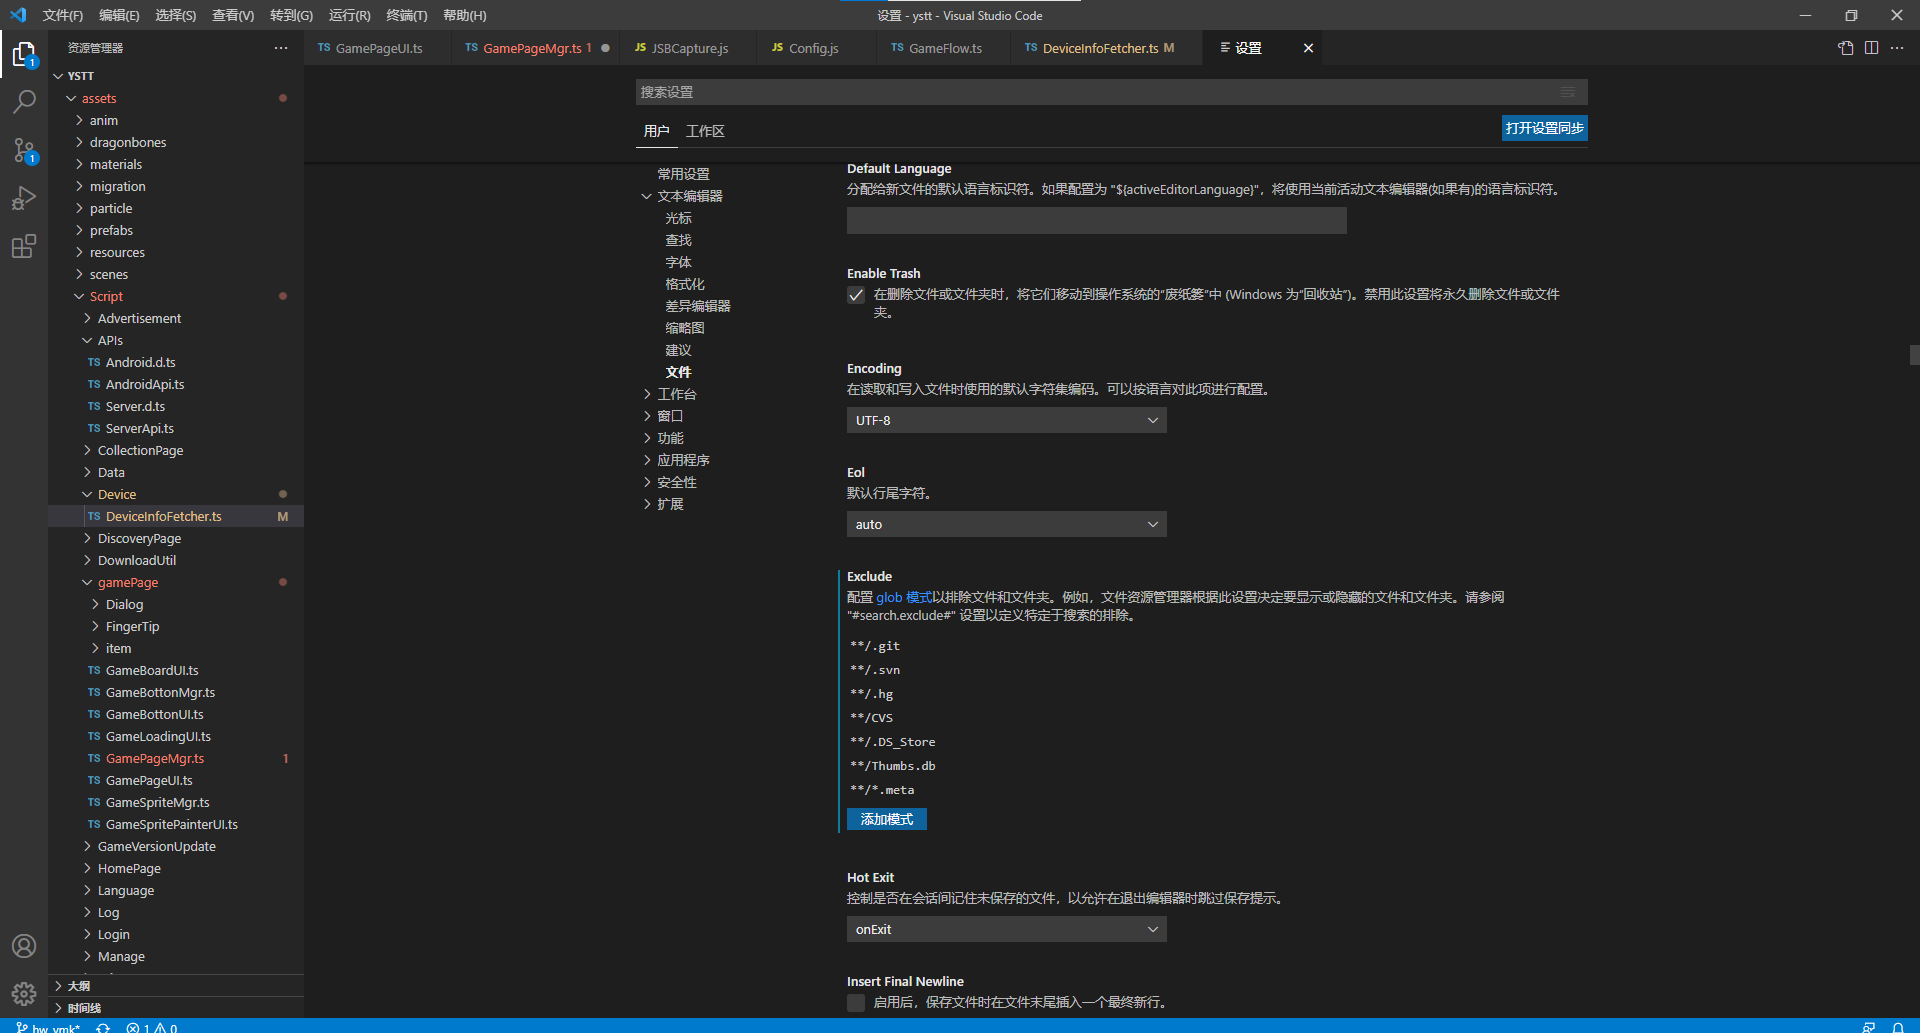 文件(F) 编辑(E) 选择(S) 查看(V) 转到(G) 运行(R) 终端(T) 帮助(H)
设置 - ystt - Visual Studio Code
资源管理器
TS GamePageUI.ts
TS GamePageMgr.ts 1
JS JSBCapture.js
JS Config.js
TS GameFlow.ts
TS DeviceInfoFetcher.ts M
设置
1
1
YSTT
assets
anim
dragonbones
materials
migration
particle
prefabs
resources
scenes
Script
Advertisement
APIs
TS Android.d.ts
TS AndroidApi.ts
TS Server.d.ts
TS ServerApi.ts
CollectionPage
Data
Device
TS DeviceInfoFetcher.ts M
DiscoveryPage
DownloadUtil
gamePage
Dialog
FingerTip
item
TS GameBoardUI.ts
TS GameBottonMgr.ts
TS GameBottonUI.ts
TS GameLoadingUI.ts
TS GamePageMgr.ts 1
TS GamePageUI.ts
TS GameSpriteMgr.ts
TS GameSpritePainterUI.ts
GameVersionUpdate
HomePage
Language
Log
Login
Manage
大纲
时间线
搜索设置
用户 工作区
打开设置同步
常用设置
文本编辑器
光标
查找
字体
格式化
差异编辑器
缩略图
建议
文件
工作台
窗口
功能
应用程序
安全性
扩展
Default Language
分配给新文件的默认语言标识符。如果配置为 "${activeEditorLanguage}"，将使用当前活动文本编辑器(如果有)的语言标识符。
Enable Trash
在删除文件或文件夹时，将它们移动到操作系统的“废纸篓”中 (Windows 为“回收站”)。禁用此设置将永久删除文件或文件
夹。
Encoding
在读取和写入文件时使用的默认字符集编码。可以按语言对此项进行配置。
UTF-8
Eol
默认行尾字符。
auto
Exclude
配置 glob 模式以排除文件和文件夹。例如，文件资源管理器根据此设置决定要显示或隐藏的文件和文件夹。请参阅
"#search.exclude#" 设置以定义特定于搜索的排除。
**/.git
**/.svn
**/.hg
**/CVS
**/.DS_Store
**/Thumbs.db
**/*.meta
添加模式
Hot Exit
控制是否在会话间记住未保存的文件，以允许在退出编辑器时跳过保存提示。
onExit
Insert Final Newline
启用后，保存文件时在文件末尾插入一个最终新行。
hw_ymk* 1 0